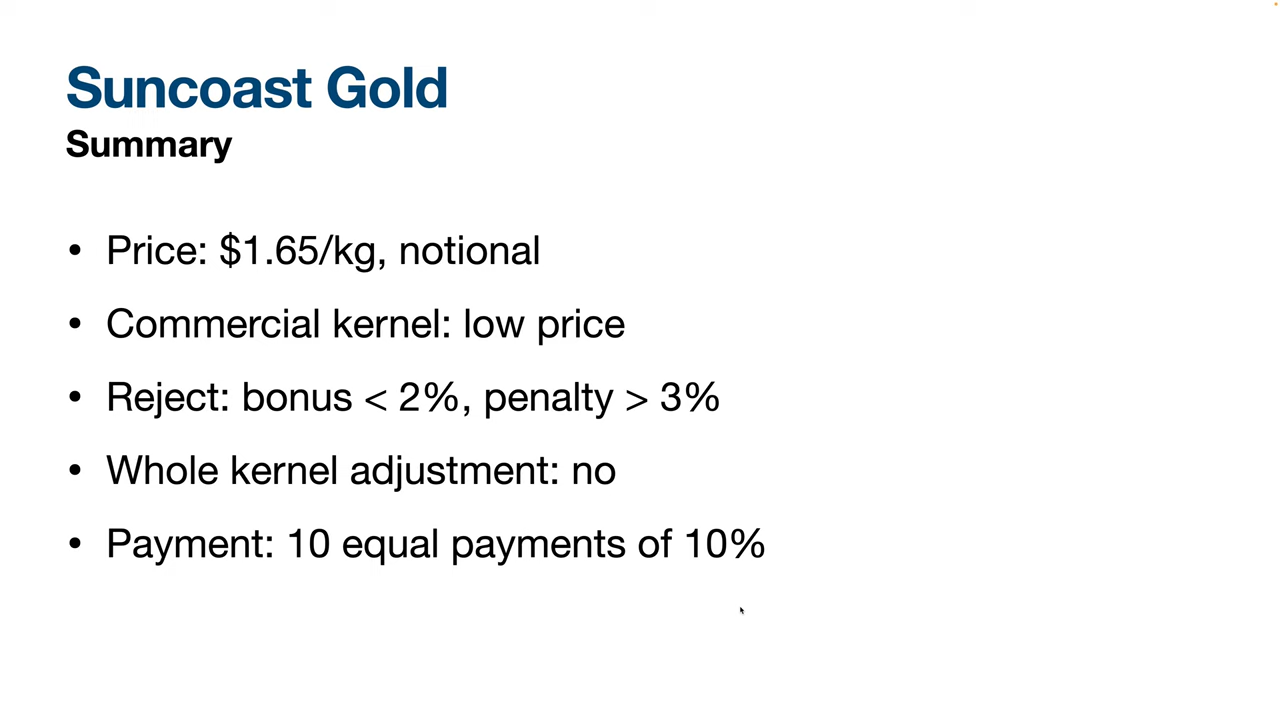 Suncoast Gold
Summary
• Price: $1.65/kg, notional
• Commercial kernel: low price
• Reject: bonus < 2%, penalty > 3%
• Whole kernel adjustment: no
• Payment: 10 equal payments of 10%